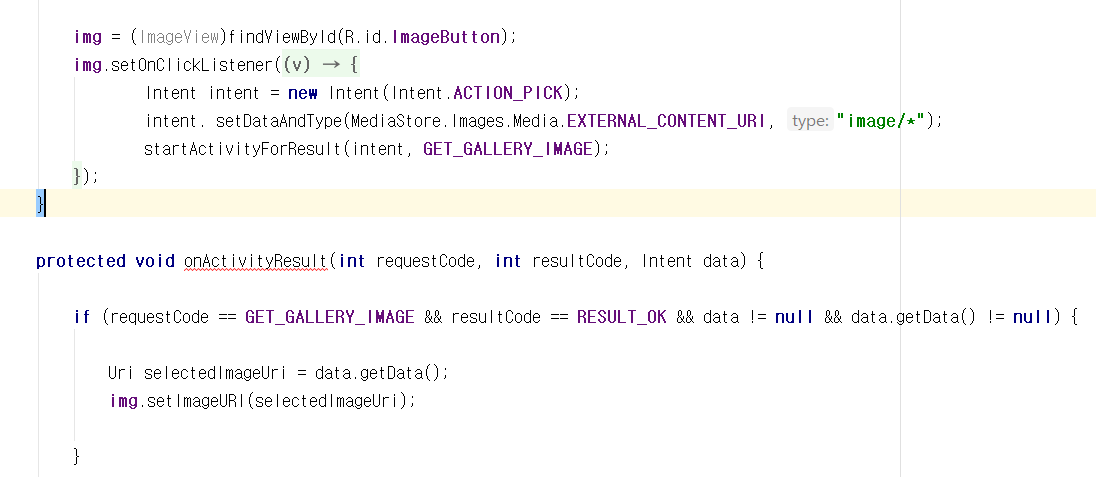 img = (ImageView)findViewById(R.id.ImageButton);
img.setOnClickListener((v) → {
Intent intent = new Intent(Intent.ACTION_PICK);
intent. setDataAndType(MediaStore.Images.Media.EXTERNAL_CONTENT_URI, type: "image/*");
startActivityForResult(intent, GET_GALLERY_IMAGE);
});
}
protected void onActivityResult(int requestCode, int resultCode, Intent data) {
if (requestCode == GET_GALLERY_IMAGE && resultCode == RESULT_OK && data != null && data.getData() != null) {
Uri selectedImageUri = data.getData();
img.setImageURI(selectedImageUri);
}